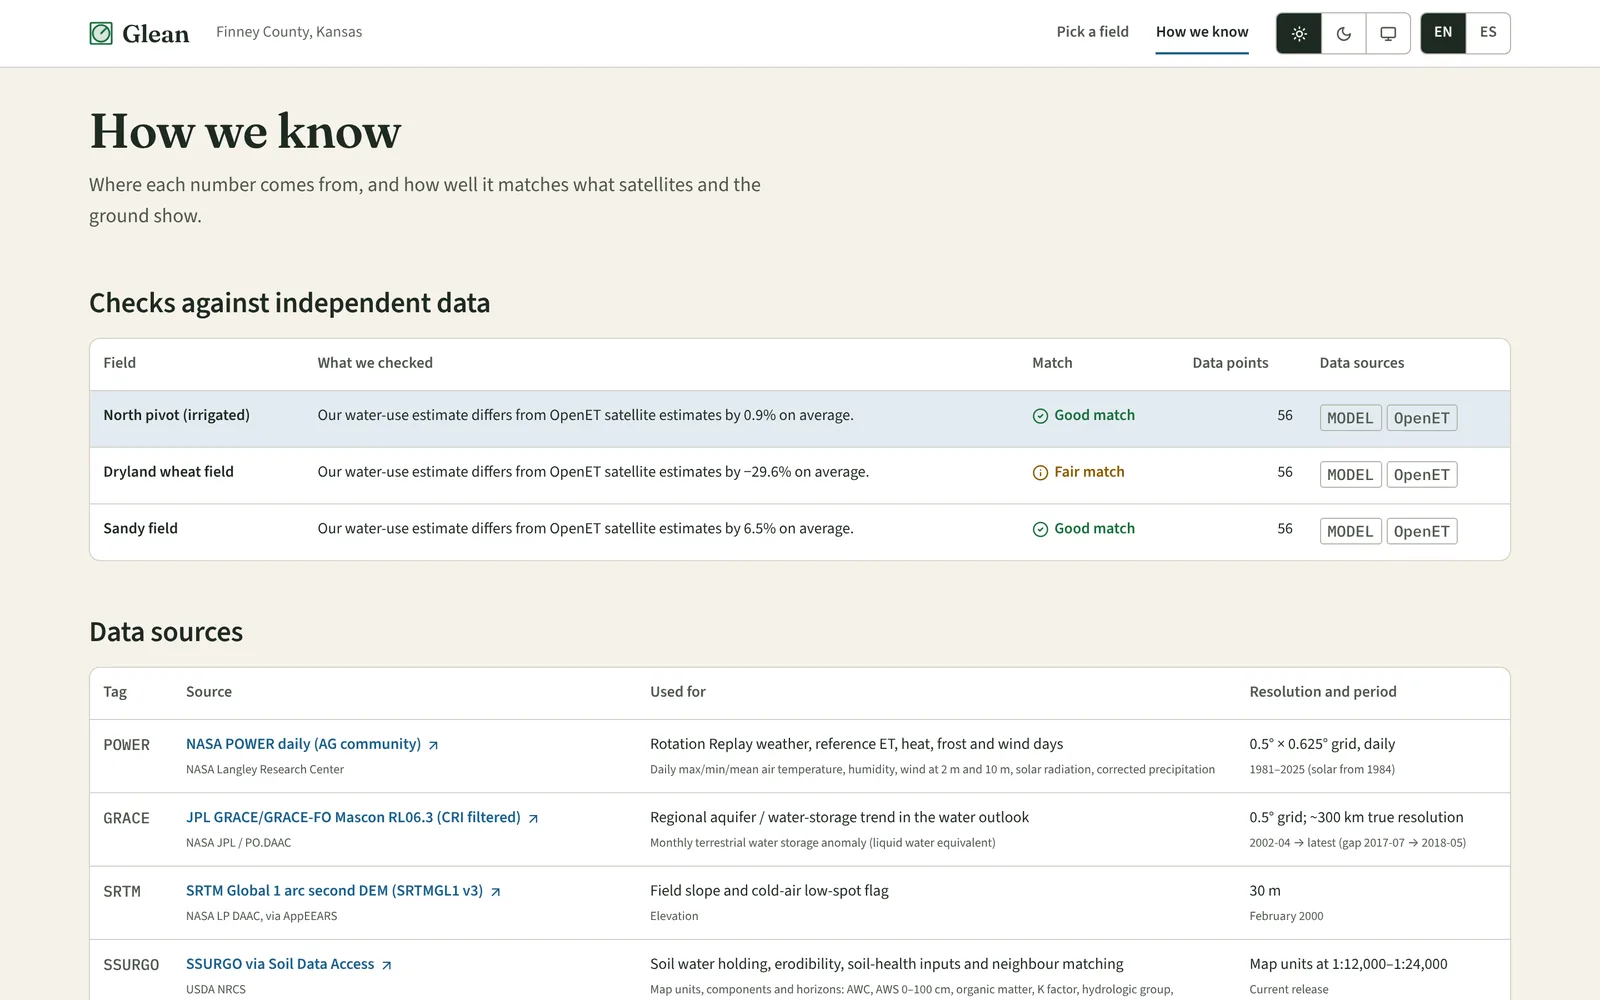 Glean
Finney County, Kansas
Pick a field
How we know
EN
ES
How we know
Where each number comes from, and how well it matches what satellites and the
ground show.
Checks against independent data
Field What we checked Match Data points Data sources
North pivot (irrigated) Our water-use estimate differs from OpenET satellite estimates by 0.9% on average. Good match 56 MODEL OpenET
Dryland wheat field Our water-use estimate differs from OpenET satellite estimates by −29.6% on average. Fair match 56 MODEL OpenET
Sandy field Our water-use estimate differs from OpenET satellite estimates by 6.5% on average. Good match 56 MODEL OpenET
Data sources
Tag Source Used for Resolution and period
POWER NASA POWER daily (AG community) Rotation Replay weather, reference ET, heat, frost and wind days 0.5° × 0.625° grid, daily
NASA Langley Research Center Daily max/min/mean air temperature, humidity, wind at 2 m and 10 m, solar radiation, corrected precipitation 1981–2025 (solar from 1984)
GRACE JPL GRACE/GRACE-FO Mascon RL06.3 (CRI filtered) Regional aquifer / water-storage trend in the water outlook 0.5° grid; ~300 km true resolution
NASA JPL / PO.DAAC Monthly terrestrial water storage anomaly (liquid water equivalent) 2002-04 → latest (gap 2017-07 → 2018-05)
SRTM SRTM Global 1 arc second DEM (SRTMGL1 v3) Field slope and cold-air low-spot flag 30 m
NASA LP DAAC, via AppEEARS Elevation February 2000
SSURGO SSURGO via Soil Data Access Soil water holding, erodibility, soil-health inputs and neighbour matching Map units at 1:12,000–1:24,000
USDA NRCS Map units, components and horizons: AWC, AWS 0–100 cm, organic matter, K factor, hydrologic group, Current release